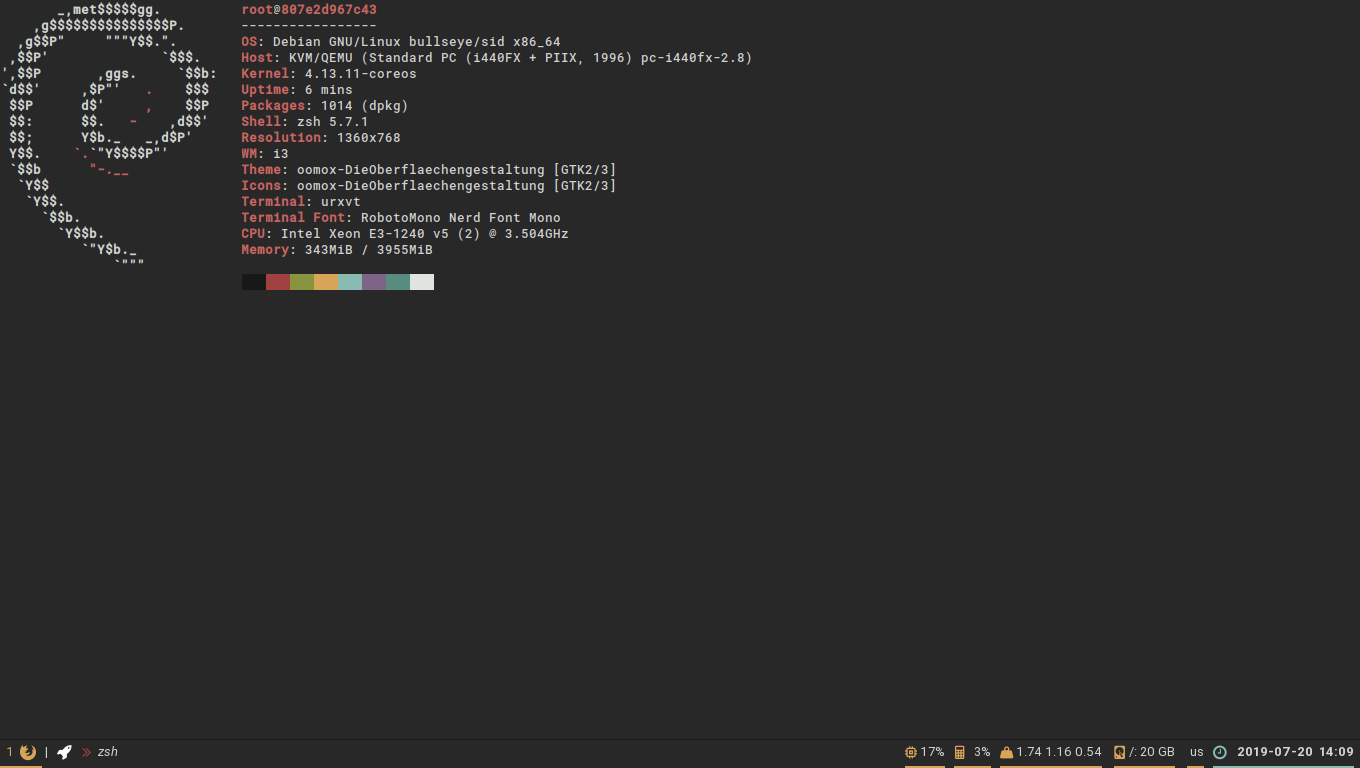 root@807e2d967c43
-----------------
OS: Debian GNU/Linux bullseye/sid x86_64
Host: KVM/QEMU (Standard PC (i440FX + PIIX, 1996) pc-i440fx-2.8)
Kernel: 4.13.11-coreos
Uptime: 6 mins
Packages: 1014 (dpkg)
Shell: zsh 5.7.1
Resolution: 1360x768
WM: i3
Theme: oomox-DieOberflaechengestaltung [GTK2/3]
Icons: oomox-DieOberflaechengestaltung [GTK2/3]
Terminal: urxvt
Terminal Font: RobotoMono Nerd Font Mono
CPU: Intel Xeon E3-1240 v5 (2) @ 3.504GHz
Memory: 343MiB / 3955MiB
1 | zsh 17% 3% 1.74 1.16 0.54 /: 20 GB us 2019-07-20 14:09